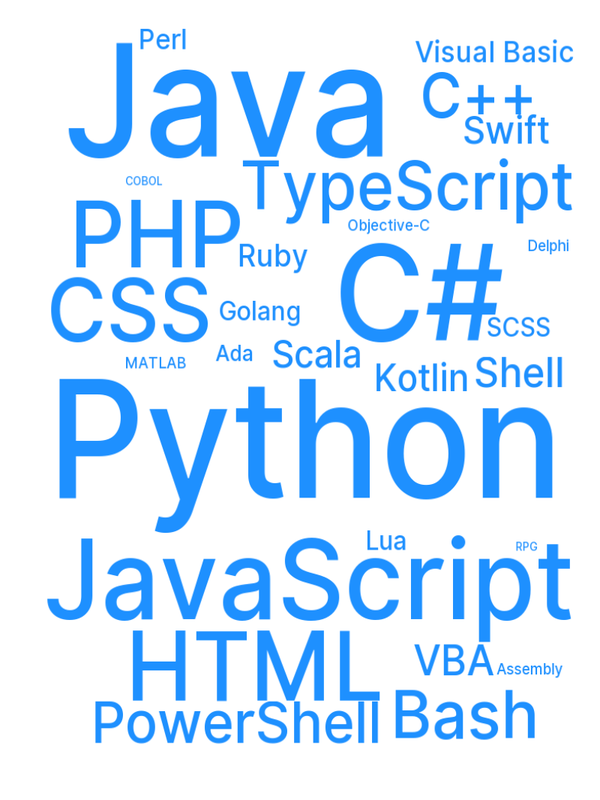 Perl
Java
Visual Basic
C++
Swift
TypeScript
COBOL
PHP
Objective-C
Ruby
C#
Delphi
CSS
Golang
SCSS
MATLAB
Ada
Scala
Kotlin
Shell
Python
JavaScript
Lua
RPG
HTML
VBA
Assembly
PowerShell
Bash